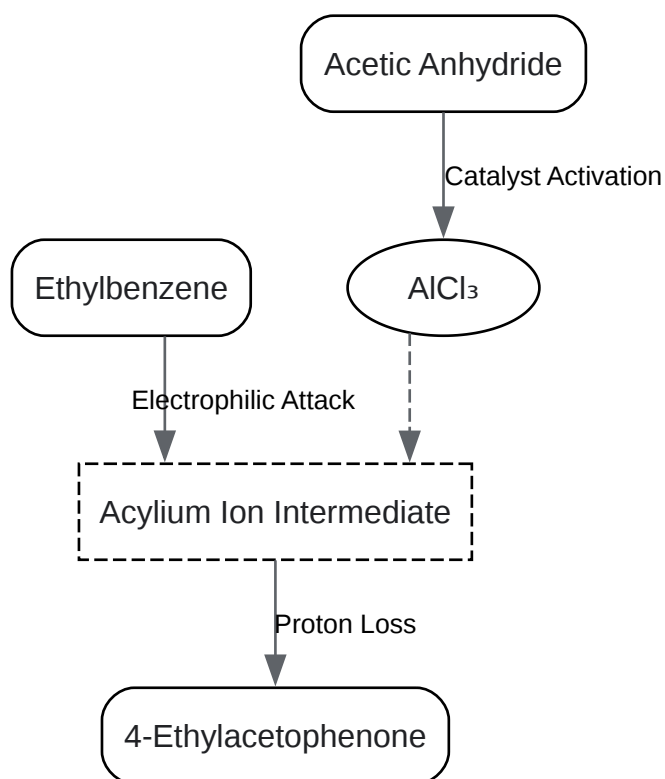 Acetic Anhydride
Catalyst Activation
Ethylbenzene
AlCl₃
Electrophilic Attack
Acylium Ion Intermediate
Proton Loss
4-Ethylacetophenone